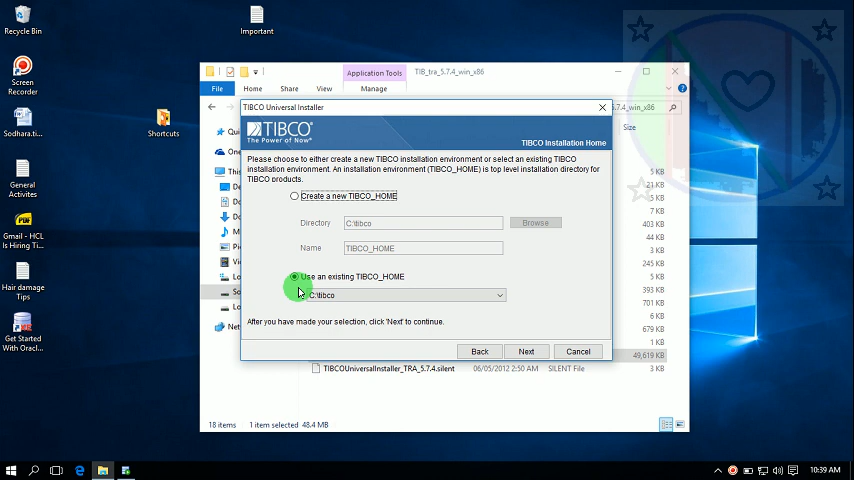 Recycle Bin
Important
Screen
Recorder
Sodhara.ti...
Shortcuts
General
Activites
Gmail - HCL
IS Hiring Ti...
Hair damage
Tips
Get Started
With Oracl...
Application Tools
TIB_tra_5.7.4_win_x86
File
Home
Share
View
Manage
5.7.4_win_x86
Size
5 KB
21 KB
5 KB
7 KB
403 KB
44 KB
3 KB
245 KB
5 KB
393 KB
701 KB
6 KB
679 KB
1 KB
49,619 KB
TIBCOUniversalInstaller_TRA_5.7.4.silent
06/05/2012 2:50 AM
SILENT File
3 KB
18 items
1 item selected 48.4 MB
TIBCO Universal Installer
TIBCO
The Power of Now
TIBCO Installation Home
Please choose to either create a new TIBCO installation environment or select an existing TIBCO
installation environment. An installation environment (TIBCO_HOME) is top level installation directory for
TIBCO products.
Create a new TIBCO_HOME
Directory
C:\tibco
Browse
Name
TIBCO_HOME
Use an existing TIBCO_HOME
C:\tibco
After you have made your selection, click 'Next' to continue.
Back
Next
Cancel
10:39 AM